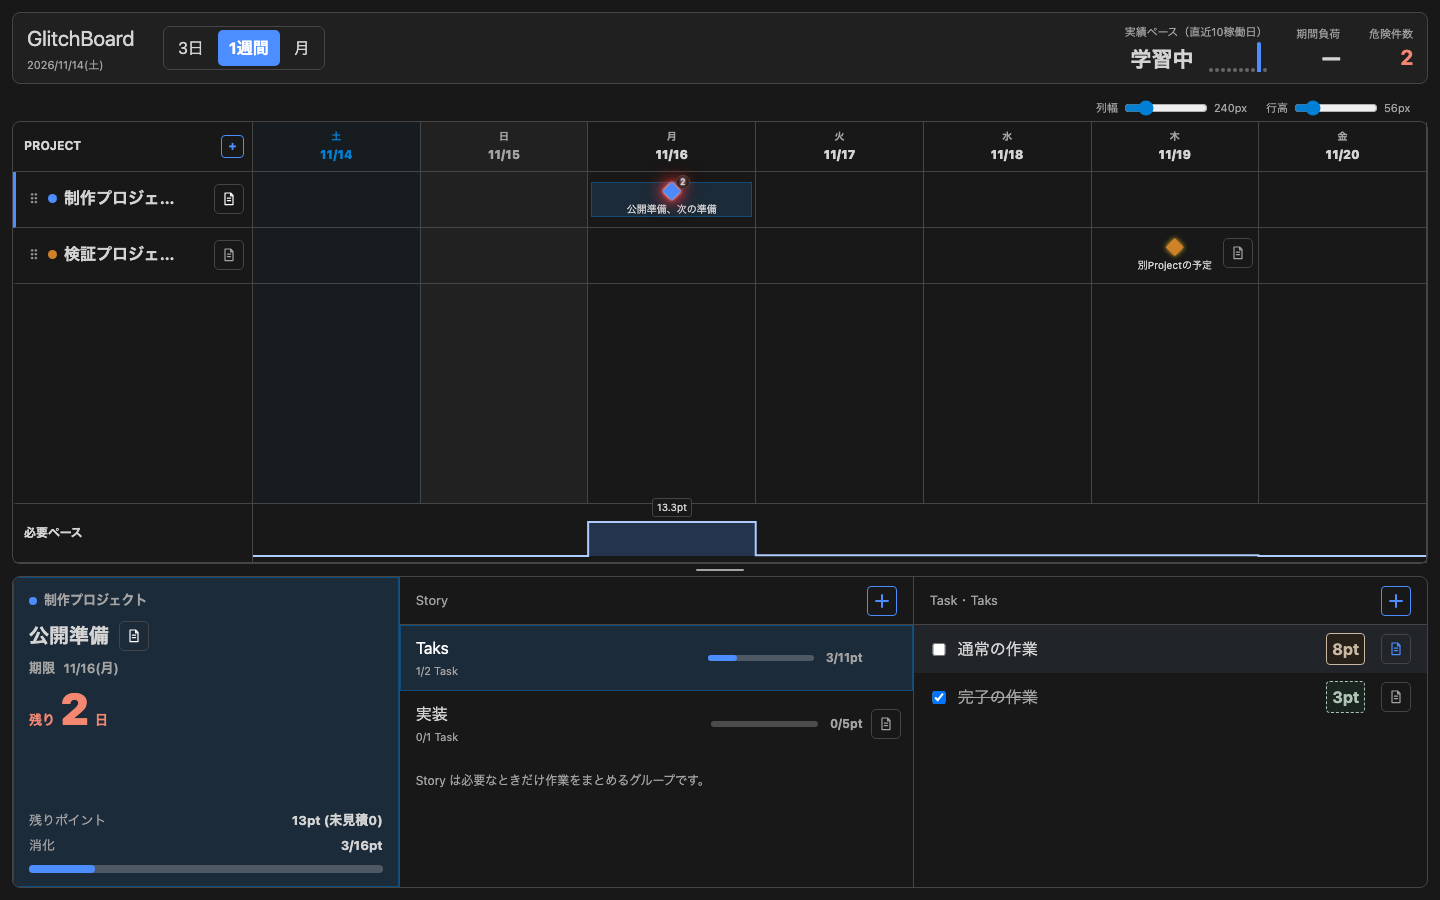 GlitchBoard
2026/11/14(土)
3日 1週間 月
実績ペース（直近10稼働日）
学習中
期間負荷
—
危険件数
2
列幅 240px 行高 56px
PROJECT +
土 11/14
日 11/15
月 11/16
火 11/17
水 11/18
木 11/19
金 11/20
制作プロジェ...
2
公開準備、次の準備
検証プロジェ...
別Projectの予定
13.3pt
必要ペース
制作プロジェクト
公開準備
期限 11/16(月)
残り 2 日
残りポイント 13pt (未見積0)
消化 3/16pt
Story +
Taks
1/2 Task
3/11pt
実装
0/1 Task
0/5pt
Story は必要なときだけ作業をまとめるグループです。
Task・Taks +
通常の作業 8pt
完了の作業 3pt